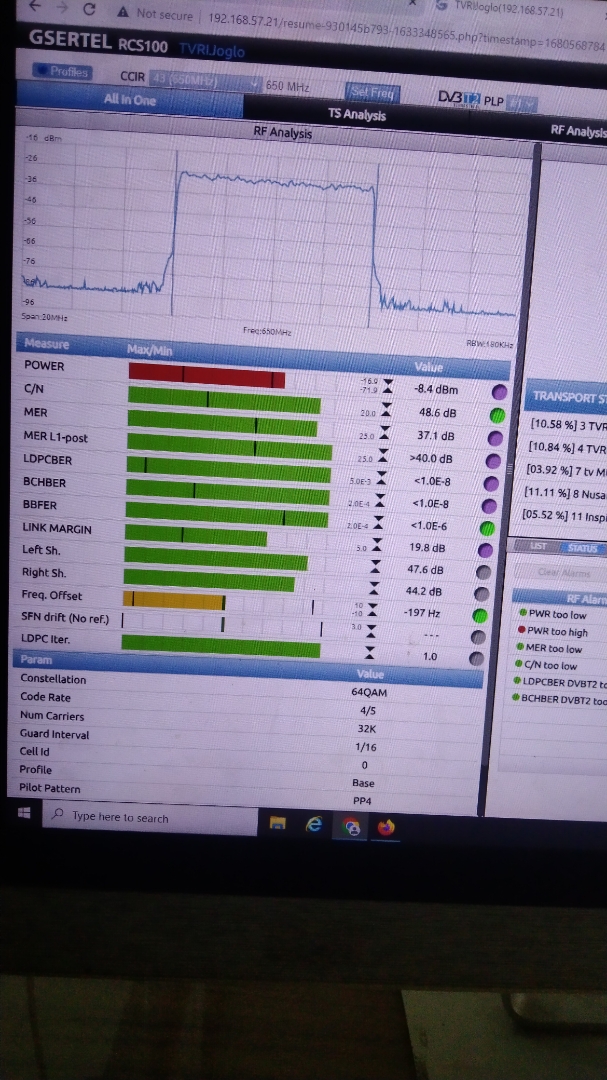 TVRIJoglo(192.168.57.21)
Not secure | 192.168.57.21/resume-930145b793-1633348565.php?timestamp=1680568784
GSERTEL RCS100 TVRIJoglo
Profiles CCIR 43 (650MHz) 650 MHz Set Freq DVB T2 PLP #1
All In One TS Analysis RF Analysis
RF Analysis
-16 dBm
-26
-36
-46
-56
-66
-76
-86
-96
Span:20MHz Freq:650MHz RBW:180KHz
Measure Max/Min Value
POWER -16.9 -71.9 -8.4 dBm
C/N 20.0 48.6 dB
MER 25.0 37.1 dB
MER L1-post 25.0 >40.0 dB
LDPCBER 5.0E-3 <1.0E-8
BCHBER 2.0E-4 <1.0E-8
BBFER 2.0E-4 <1.0E-6
LINK MARGIN 5.0 19.8 dB
Left Sh. 47.6 dB
Right Sh. 44.2 dB
Freq. Offset 10 -10 -197 Hz
SFN drift (No ref.) 3.0 ---
LDPC Iter. 1.0
Param Value
Constellation 64QAM
Code Rate 4/5
Num Carriers 32K
Guard Interval 1/16
Cell Id 0
Profile Base
Pilot Pattern PP4
TRANSPORT ST
[10.58 %] 3 TVR
[10.84 %] 4 TVR
[03.92 %] 7 tv M
[11.11 %] 8 Nusa
[05.52 %] 11 Inspi
LIST STATUS
Clear Alarms
RF Alarm
PWR too low
PWR too high
MER too low
C/N too low
LDPCBER DVBT2 to
BCHBER DVBT2 too
Type here to search